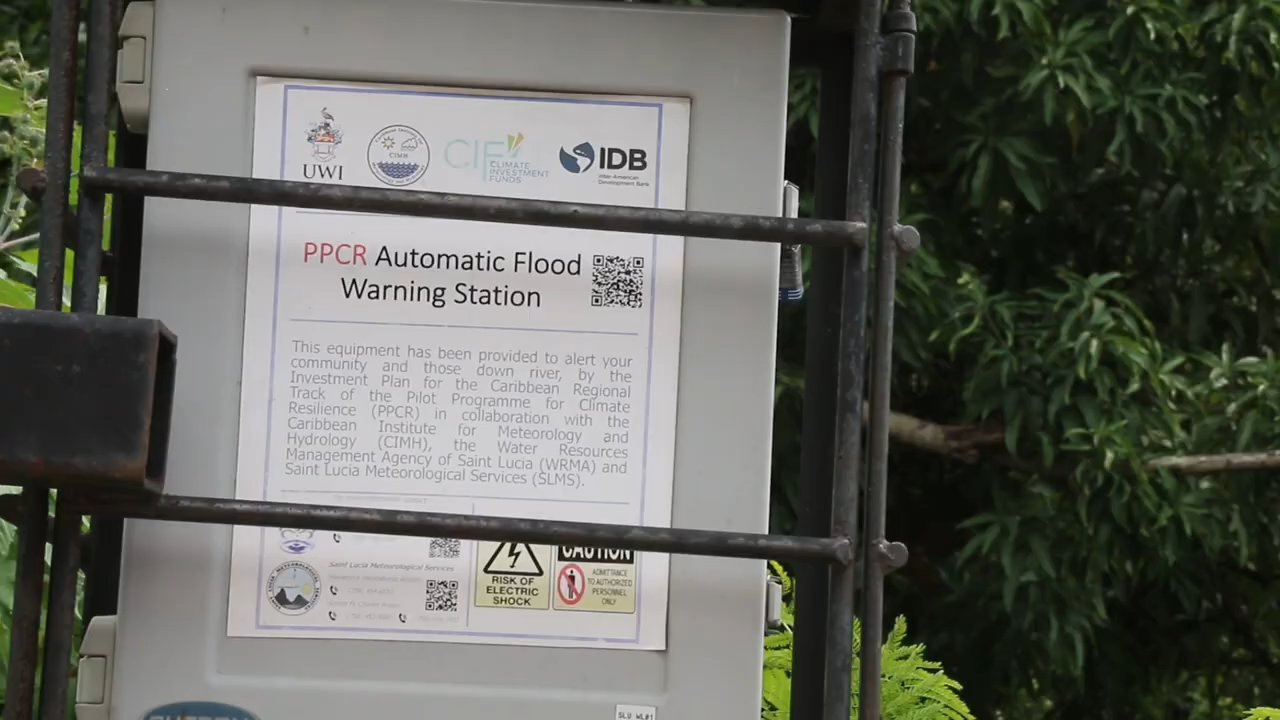 UWI
CIMH
CIF
CLIMATE
INVESTMENT
FUNDS
IDB
Inter-American
Development Bank
PPCR Automatic Flood
Warning Station
This equipment has been provided to alert your
community and those down river, by the
Investment Plan for the Caribbean Regional
Track of the Pilot Programme for Climate
Resilience (PPCR) in collaboration with the
Caribbean Institute for Meteorology and
Hydrology (CIMH), the Water Resources
Management Agency of Saint Lucia (WRMA) and
Saint Lucia Meteorological Services (SLMS).
Saint Lucia Meteorological Services
RISK OF
ELECTRIC
SHOCK
CAUTION
ADMITTANCE
TO AUTHORIZED
PERSONNEL
ONLY
SLU WL01